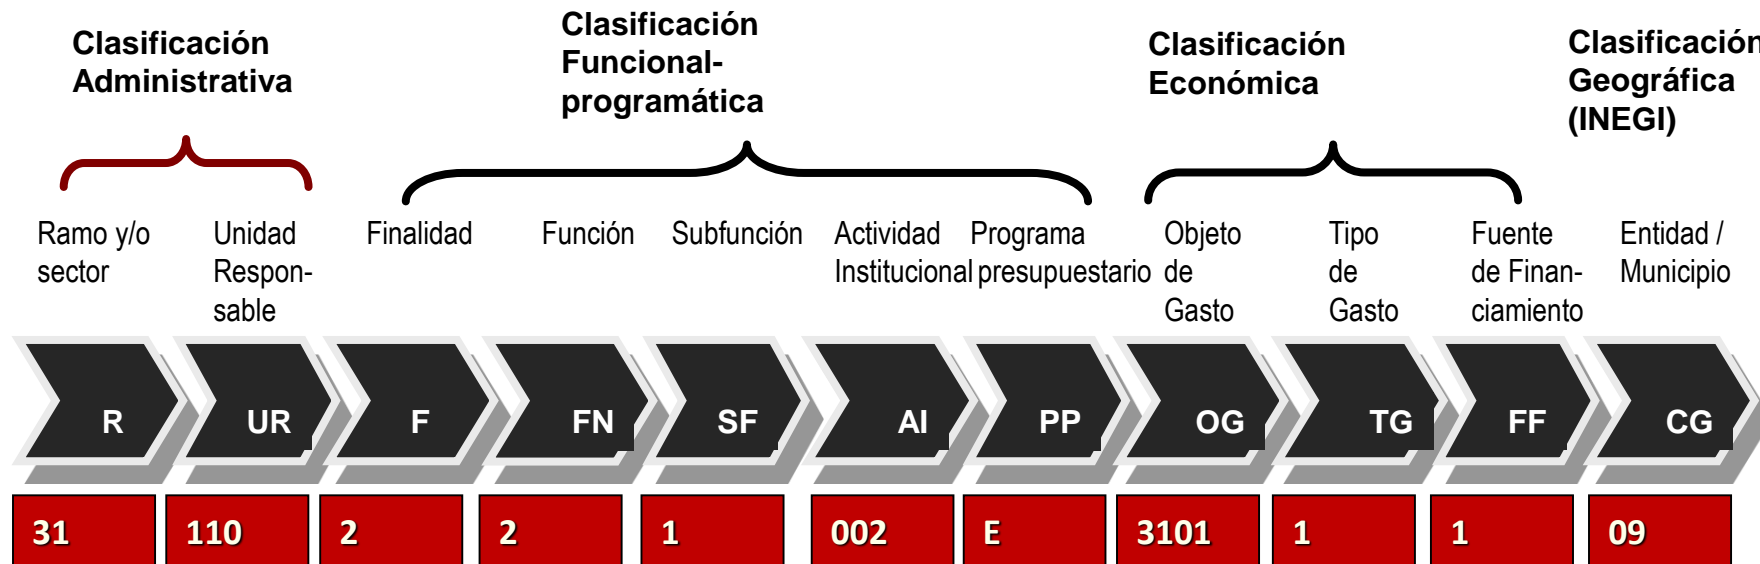 Clasificación
Administrativa
Clasificación
Funcional-
programática
Clasificación
Económica
Clasificación
Geográfica
(INEGI)
Ramo y/o
sector
Unidad
Respon-
sable
Finalidad
Función
Subfunción
Actividad
Institucional
Programa
presupuestario
Objeto
de
Gasto
Tipo
de
Gasto
Fuente
de Finan-
ciamiento
Entidad /
Municipio
R UR F FN SF AI PP OG TG FF CG
31 110 2 2 1 002 E 3101 1 1 09